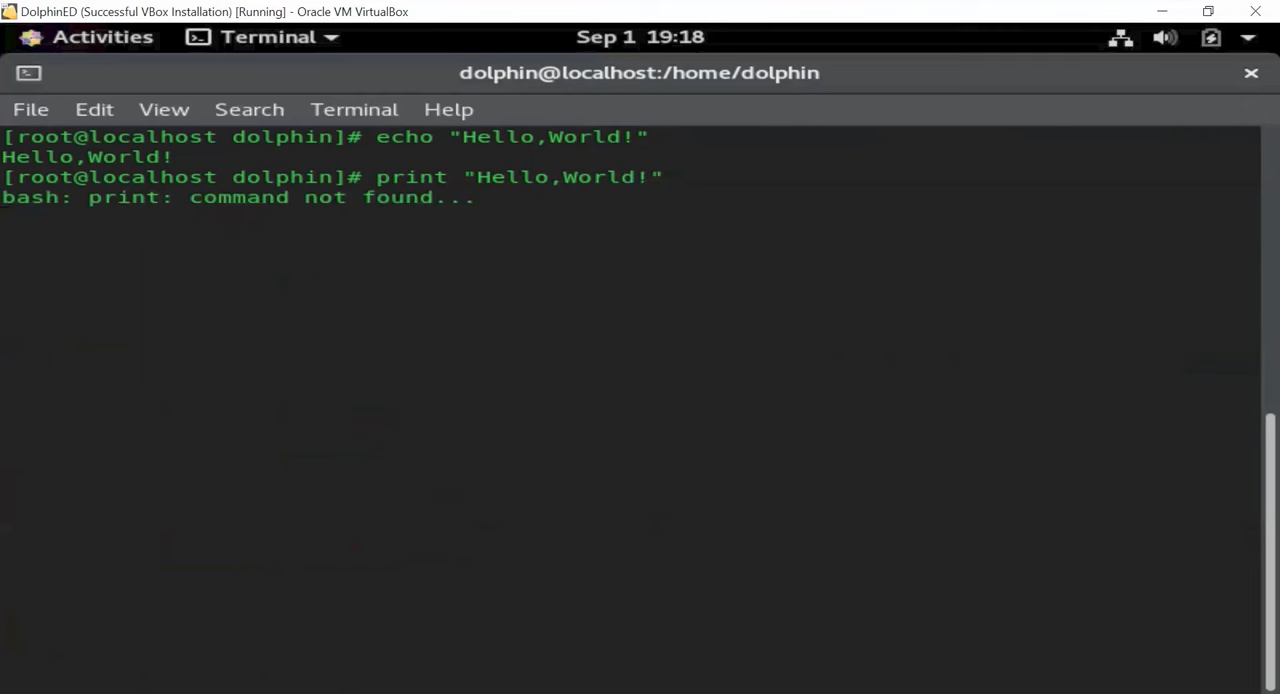 DolphinED (Successful VBox Installation) [Running] - Oracle VM VirtualBox
Activities Terminal Sep 1 19:18
dolphin@localhost:/home/dolphin
File Edit View Search Terminal Help
[root@localhost dolphin]# echo "Hello,World!"
Hello,World!
[root@localhost dolphin]# print "Hello,World!"
bash: print: command not found...